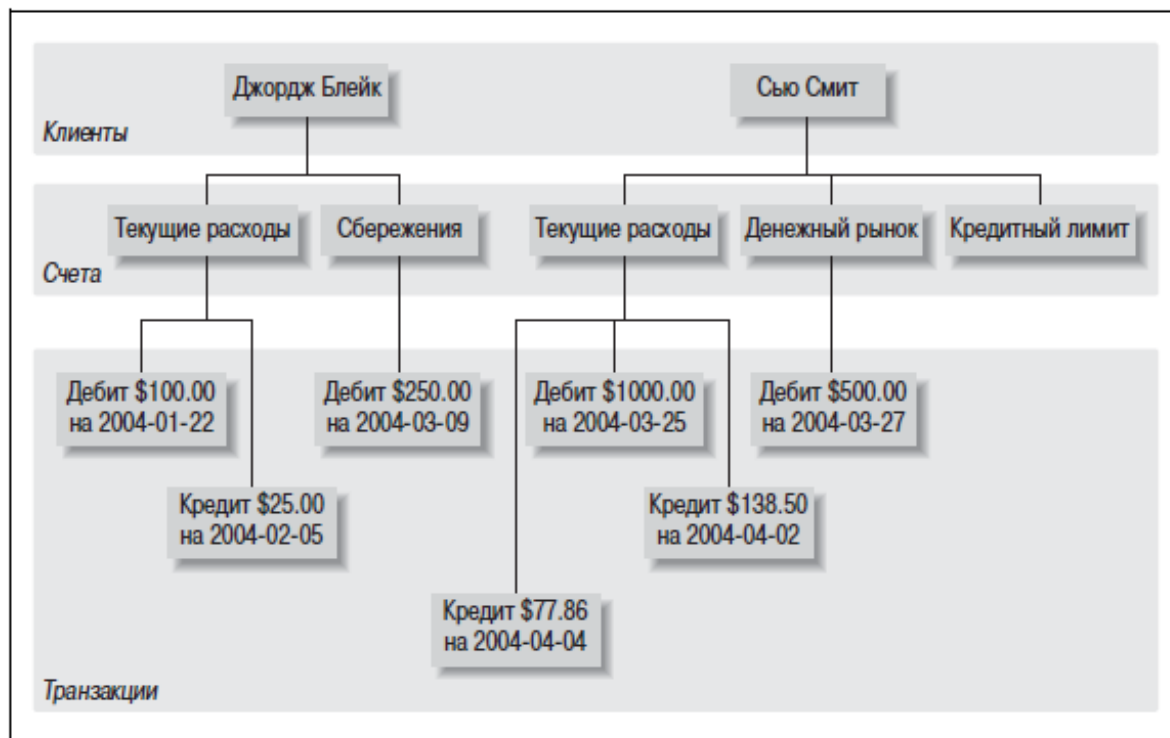 Джордж Блейк
Сью Смит
Клиенты
Текущие расходы
Сбережения
Текущие расходы
Денежный рынок
Кредитный лимит
Счета
Дебит $100.00
на 2004-01-22
Дебит $250.00
на 2004-03-09
Дебит $1000.00
на 2004-03-25
Дебит $500.00
на 2004-03-27
Кредит $25.00
на 2004-02-05
Кредит $138.50
на 2004-04-02
Кредит $77.86
на 2004-04-04
Транзакции